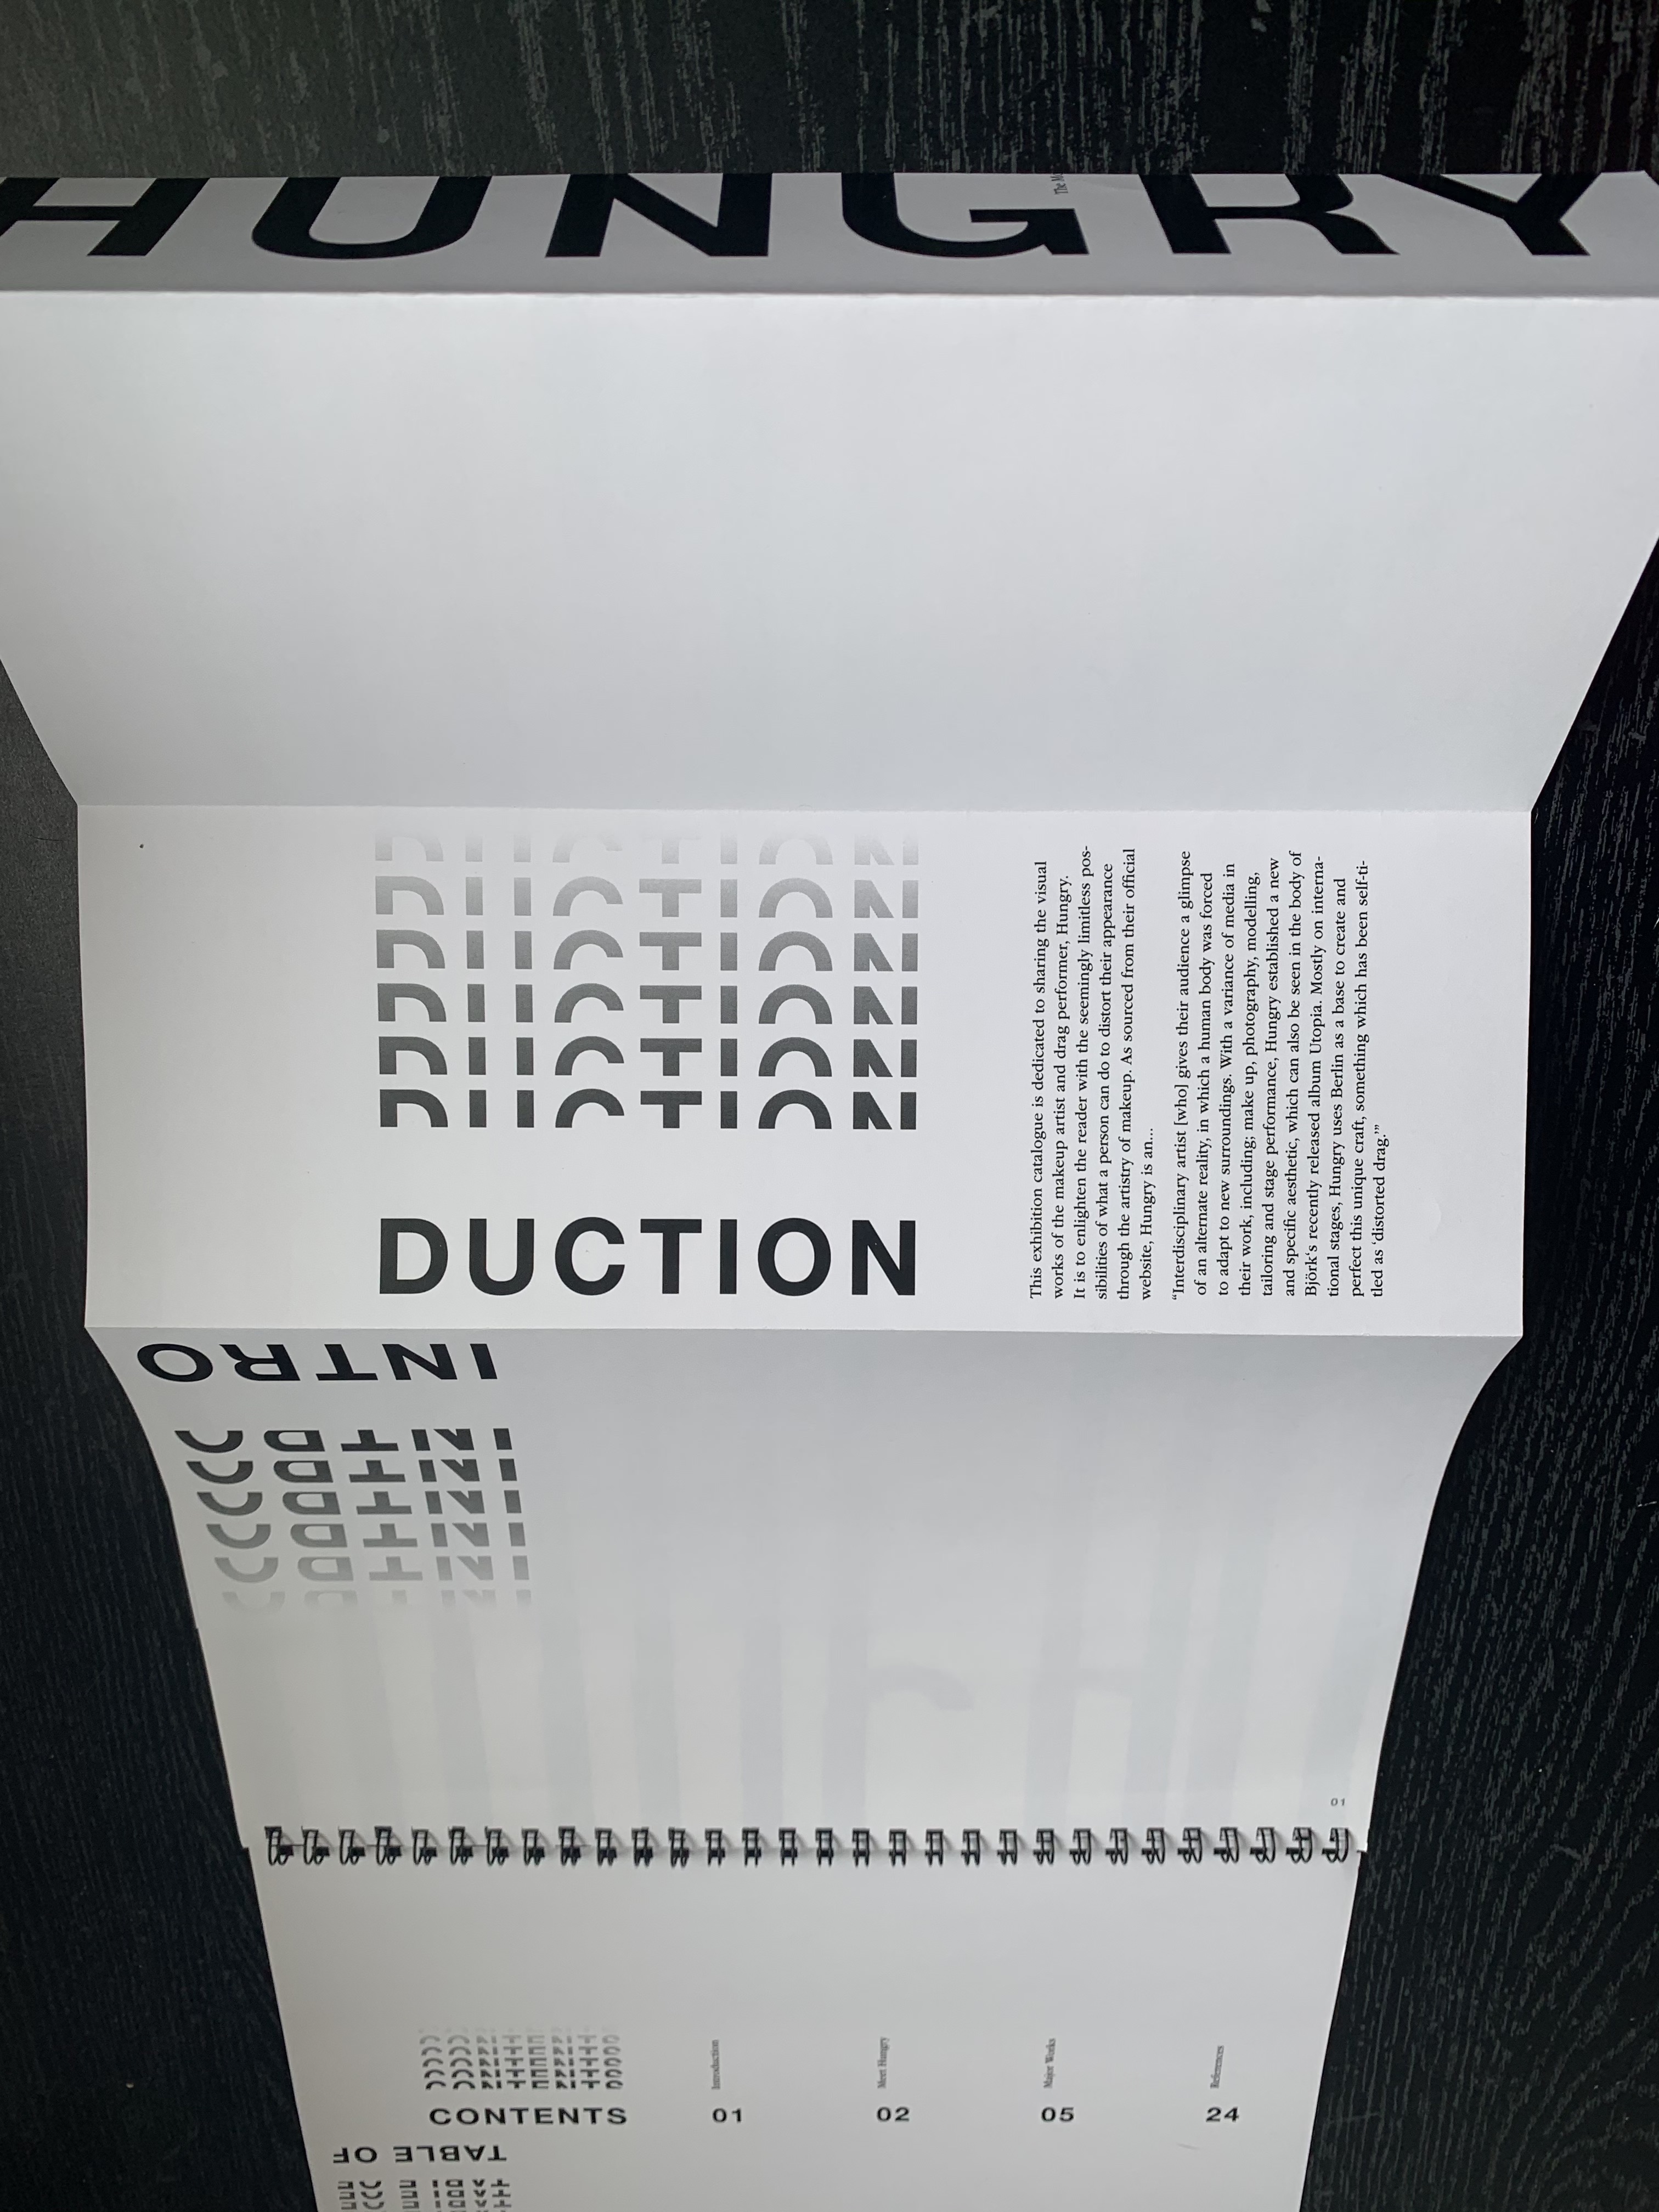 HUNGRY
The
INTRO
DUCTION
This exhibition catalogue is dedicated to sharing the visual
works of the makeup artist and drag performer, Hungry.
It is to enlighten the reader with the seemingly limitless pos-
sibilities of what a person can do to distort their appearance
through the artistry of makeup. As sourced from their official
website, Hungry is an...
“Interdisciplinary artist [who] gives their audience a glimpse
of an alternate reality, in which a human body was forced
to adapt to new surroundings. With a variance of media in
their work, including; make up, photography, modelling,
tailoring and stage performance, Hungry established a new
and specific aesthetic, which can also be seen in the body of
Björk‘s recently released album Utopia. Mostly on interna-
tional stages, Hungry uses Berlin as a base to create and
perfect this unique craft, something which has been self-ti-
tled as ‘distorted drag.’”
01
TABLE OF
CONTENTS
01 Introduction
02 Meet Hungry
05 Major Works
24 References